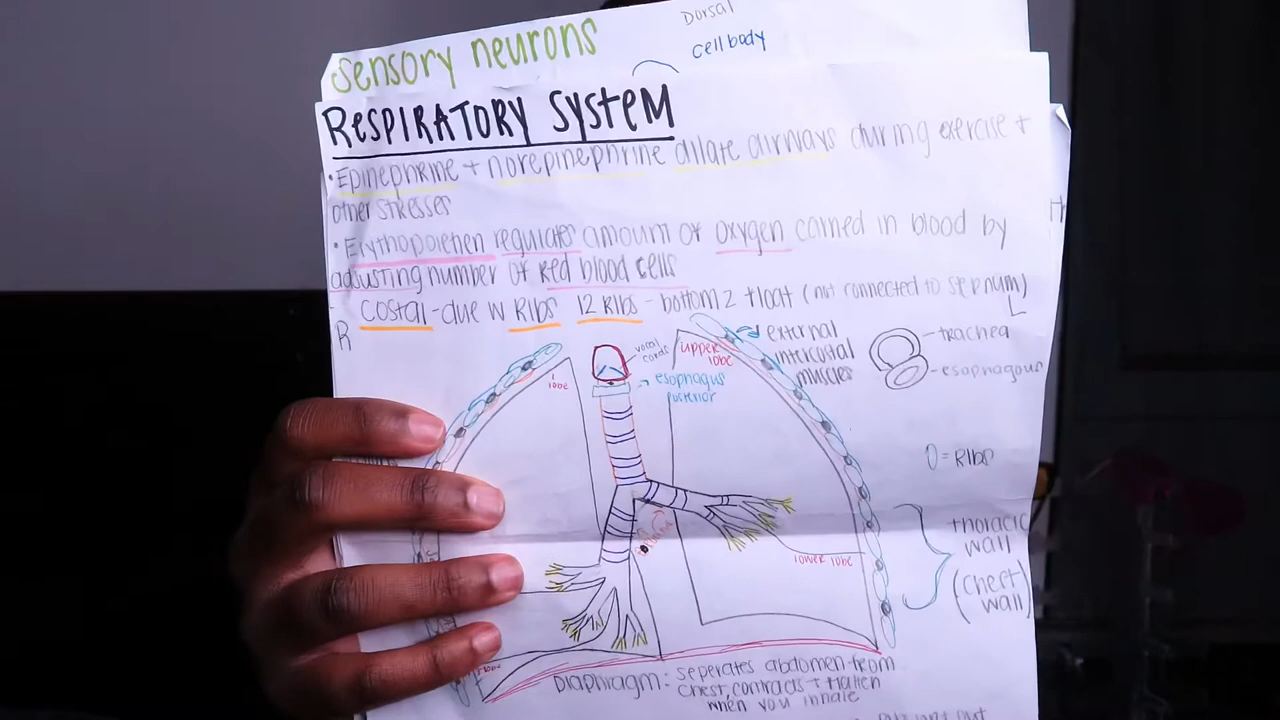 Sensory neurons
Dorsal
cell body
RESPIRATORY SYSTEM
• Epinephrine + norepinephrine dilate airways during exercise +
other stresses
• Erythopoietien regulates amount of oxygen carried in blood by
adjusting number of red blood cells
- Costal - due w RIBS 12 RIBS - bottom 2 float (not connected to sternum)
R
L
lobe
vocal
cords
upper
lobe
external
intercostal
muscles
trachea
esophagous
esophagus
posterior
0 = RIBS
lower lobe
thoracic
wall
(chest
wall)
Diaphragm: seperates abdomen from
chest, contracts + flatten
when you inhale